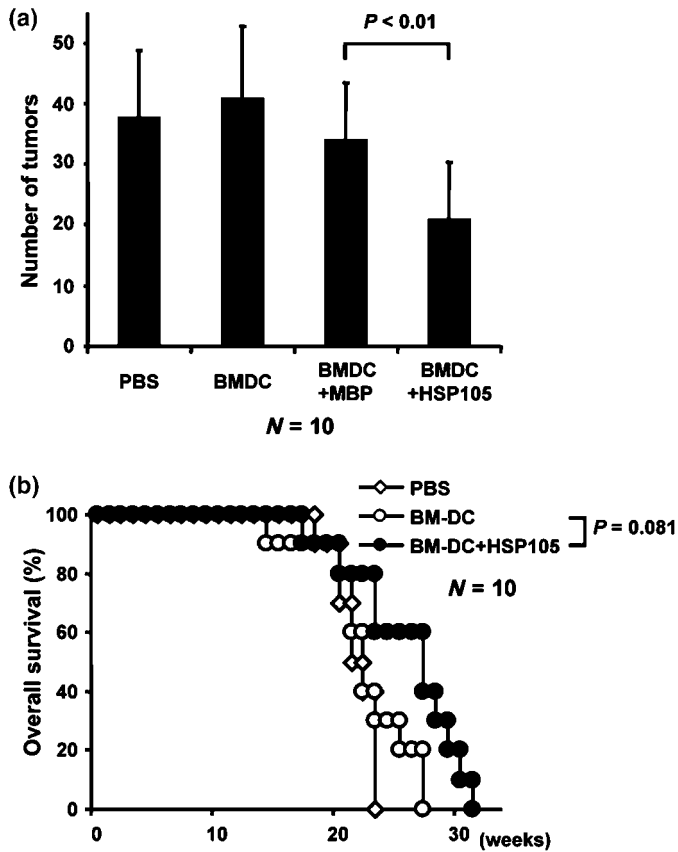 (a)
P < 0.01
50
40
30
20
10
0
Number of tumors
PBS
BMDC
BMDC
+MBP
BMDC
+HSP105
N = 10
(b)
PBS
BM-DC
BM-DC+HSP105
P = 0.081
N = 10
100
80
60
40
20
0
Overall survival (%)
0 10 20 30 (weeks)